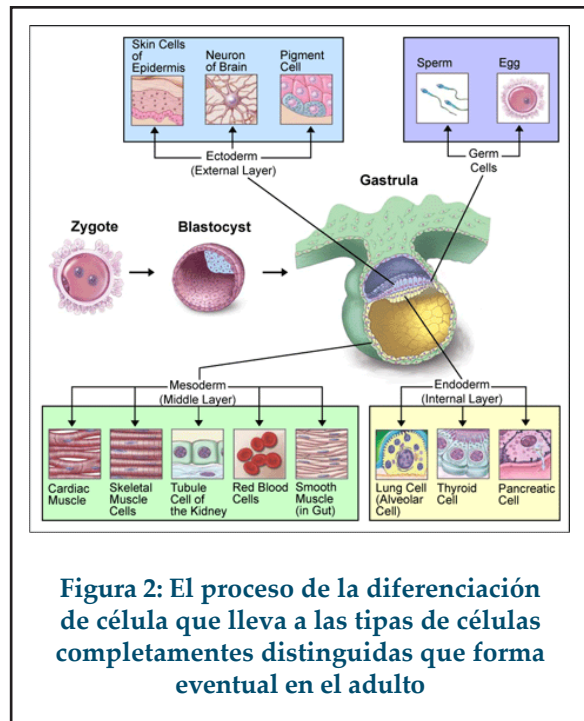 Skin Cells
of
Epidermis
Neuron
of Brain
Pigment
Cell
Sperm
Egg
Ectoderm
(External Layer)
Germ
Cells
Gastrula
Zygote
Blastocyst
Mesoderm
(Middle Layer)
Endoderm
(Internal Layer)
Cardiac
Muscle
Skeletal
Muscle
Cells
Tubule
Cell of
the Kidney
Red Blood
Cells
Smooth
Muscle
(in Gut)
Lung Cell
(Alveolar
Cell)
Thyroid
Cell
Pancreatic
Cell
Figura 2: El proceso de la diferenciación
de célula que lleva a las tipas de células
completamentes distinguidas que forma
eventual en el adulto